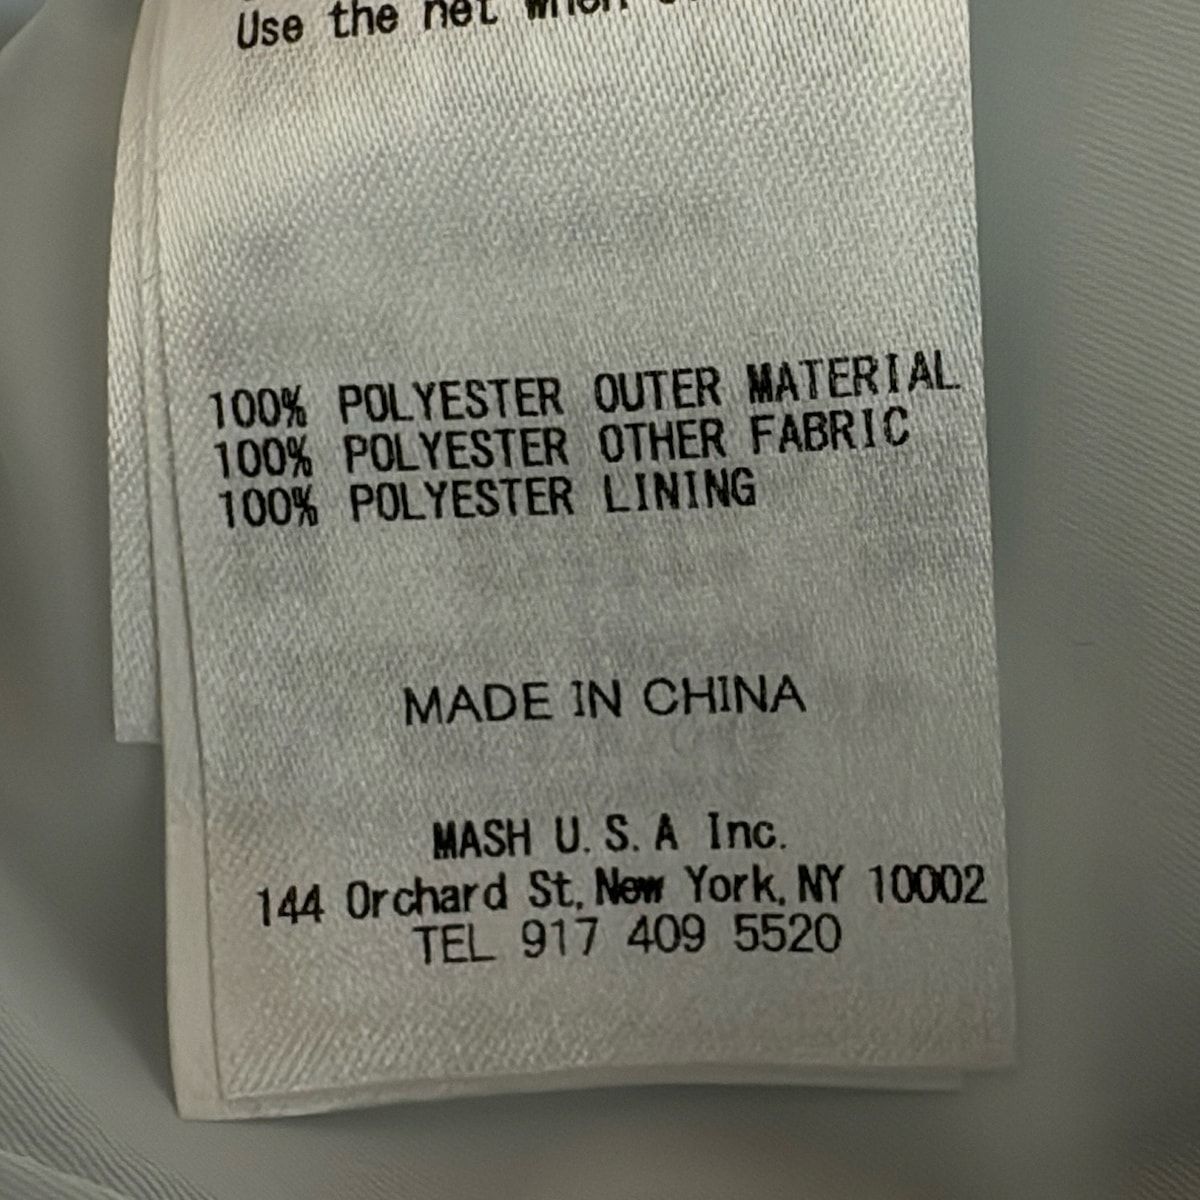 Use the net when
100% POLYESTER OUTER MATERIAL
100% POLYESTER OTHER FABRIC
100% POLYESTER LINING
MADE IN CHINA
MASH U.S.A Inc.
144 Orchard St, New York, NY 10002
TEL 917 409 5520